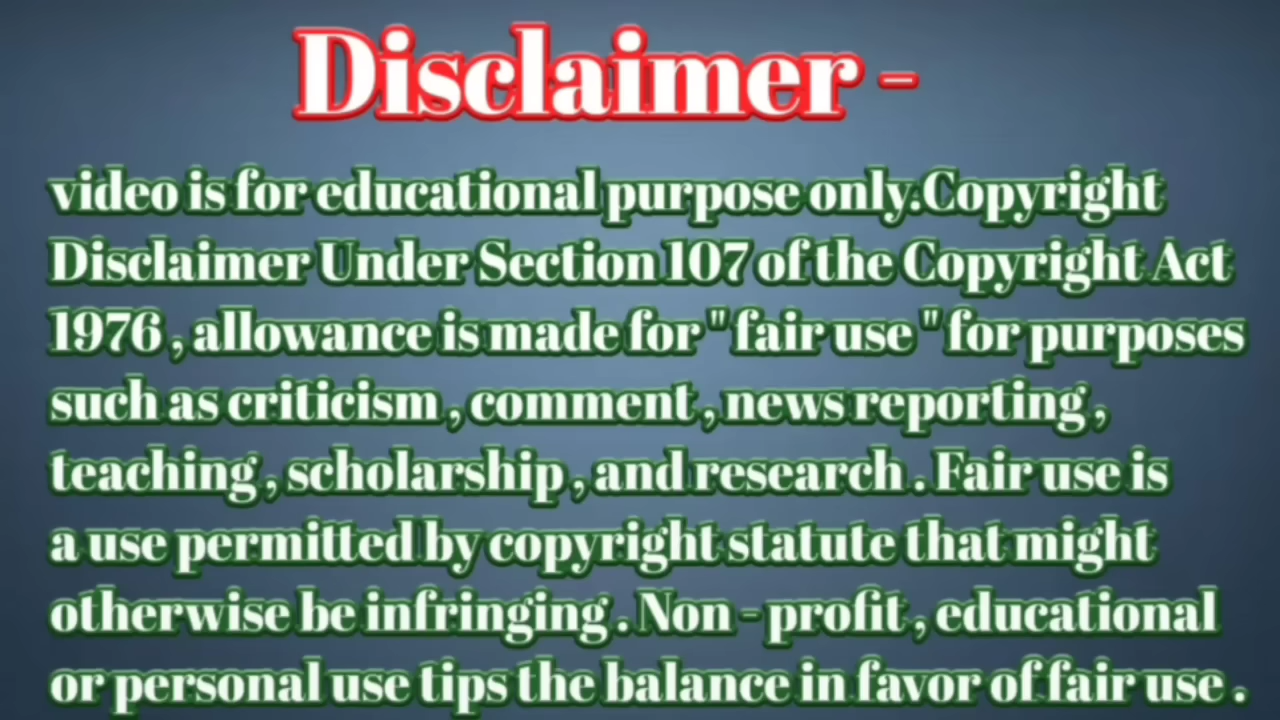 Disclaimer -
video is for educational purpose only.Copyright
Disclaimer Under Section 107 of the Copyright Act
1976 , allowance is made for " fair use " for purposes
such as criticism , comment , news reporting ,
teaching , scholarship , and research . Fair use is
a use permitted by copyright statute that might
otherwise be infringing . Non - profit , educational
or personal use tips the balance in favor of fair use .